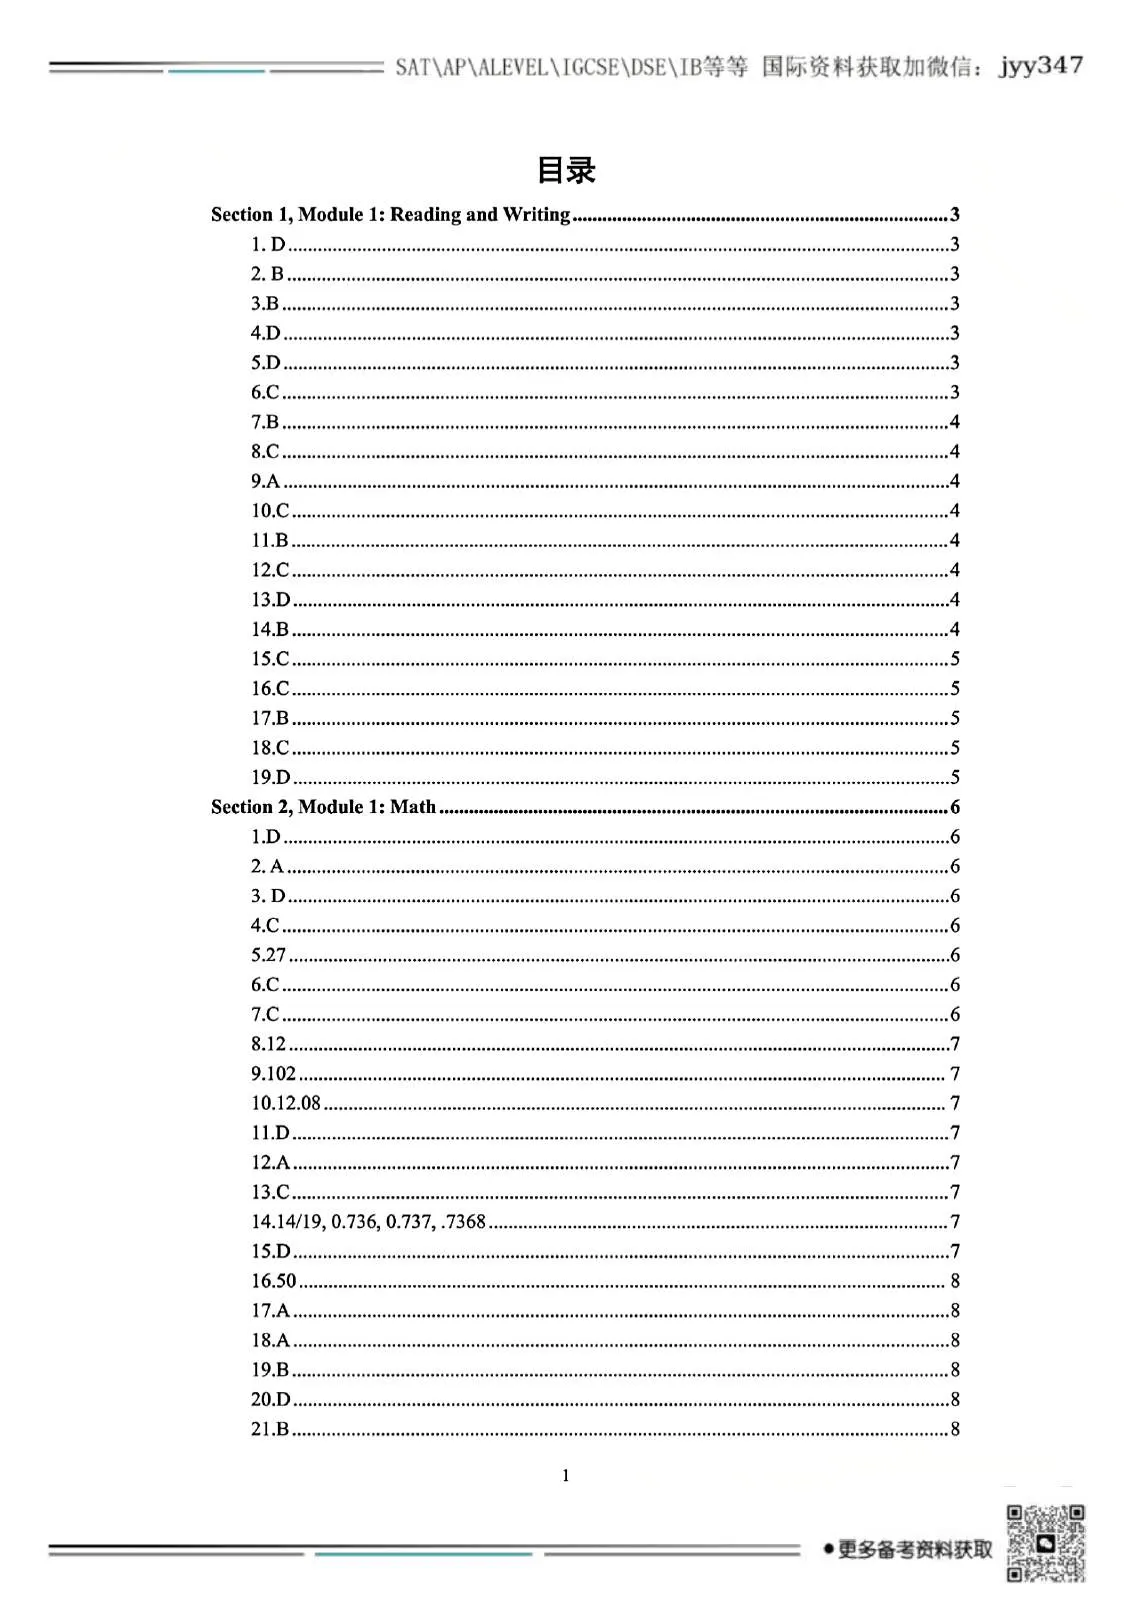 SAT\AP\ALEVEL\IGCSE\DSE\IB等等 国际资料获取加微信：jyy347
目录
Section 1, Module 1: Reading and Writing........3
1. D........3
2. B........3
3.B........3
4.D........3
5.D........3
6.C........3
7.B........4
8.C........4
9.A........4
10.C........4
11.B........4
12.C........4
13.D........4
14.B........4
15.C........5
16.C........5
17.B........5
18.C........5
19.D........5
Section 2, Module 1: Math........6
1.D........6
2. A........6
3. D........6
4.C........6
5.27........6
6.C........6
7.C........6
8.12........7
9.102........7
10.12.08........7
11.D........7
12.A........7
13.C........7
14.14/19, 0.736, 0.737, .7368........7
15.D........7
16.50........8
17.A........8
18.A........8
19.B........8
20.D........8
21.B........8
1
●更多备考资料获取